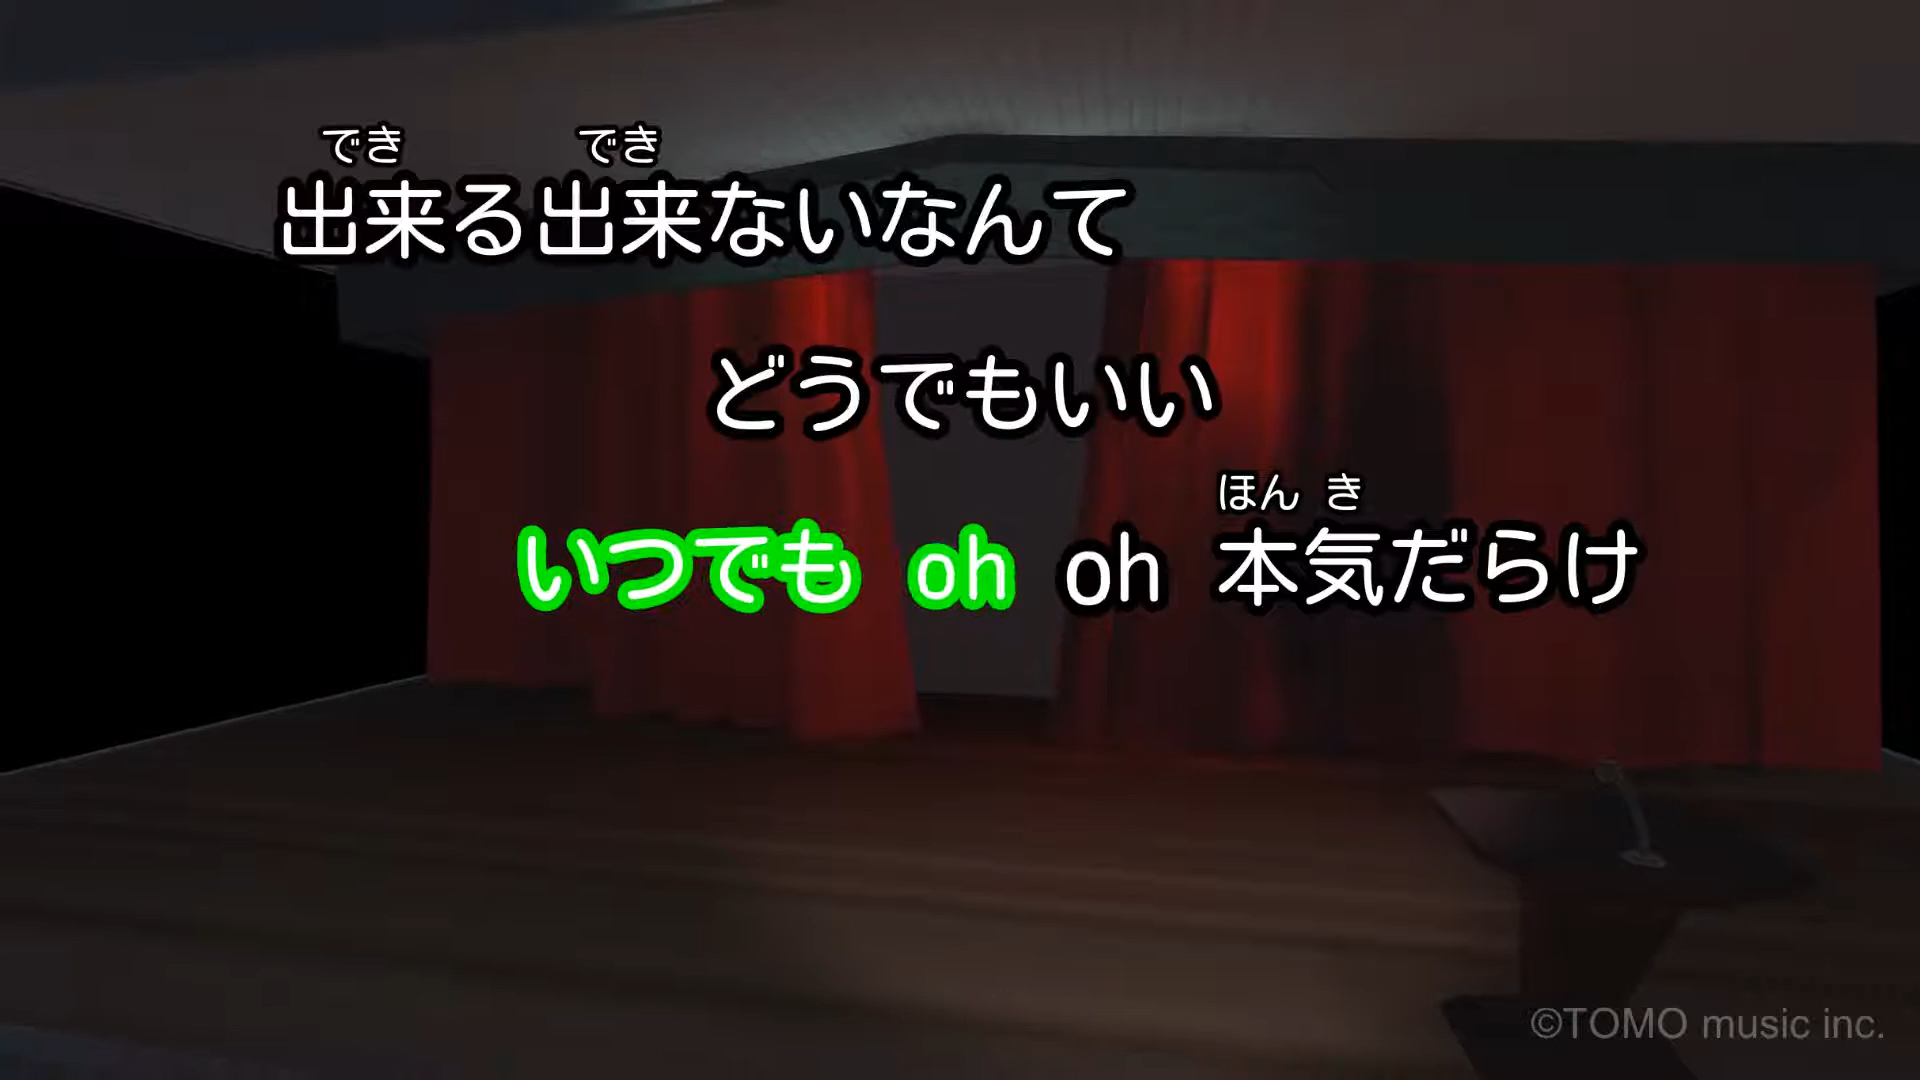 でき でき
出来る出来ないなんて
どうでもいい
ほん き
いつでも oh oh 本気だらけ
©TOMO music inc.